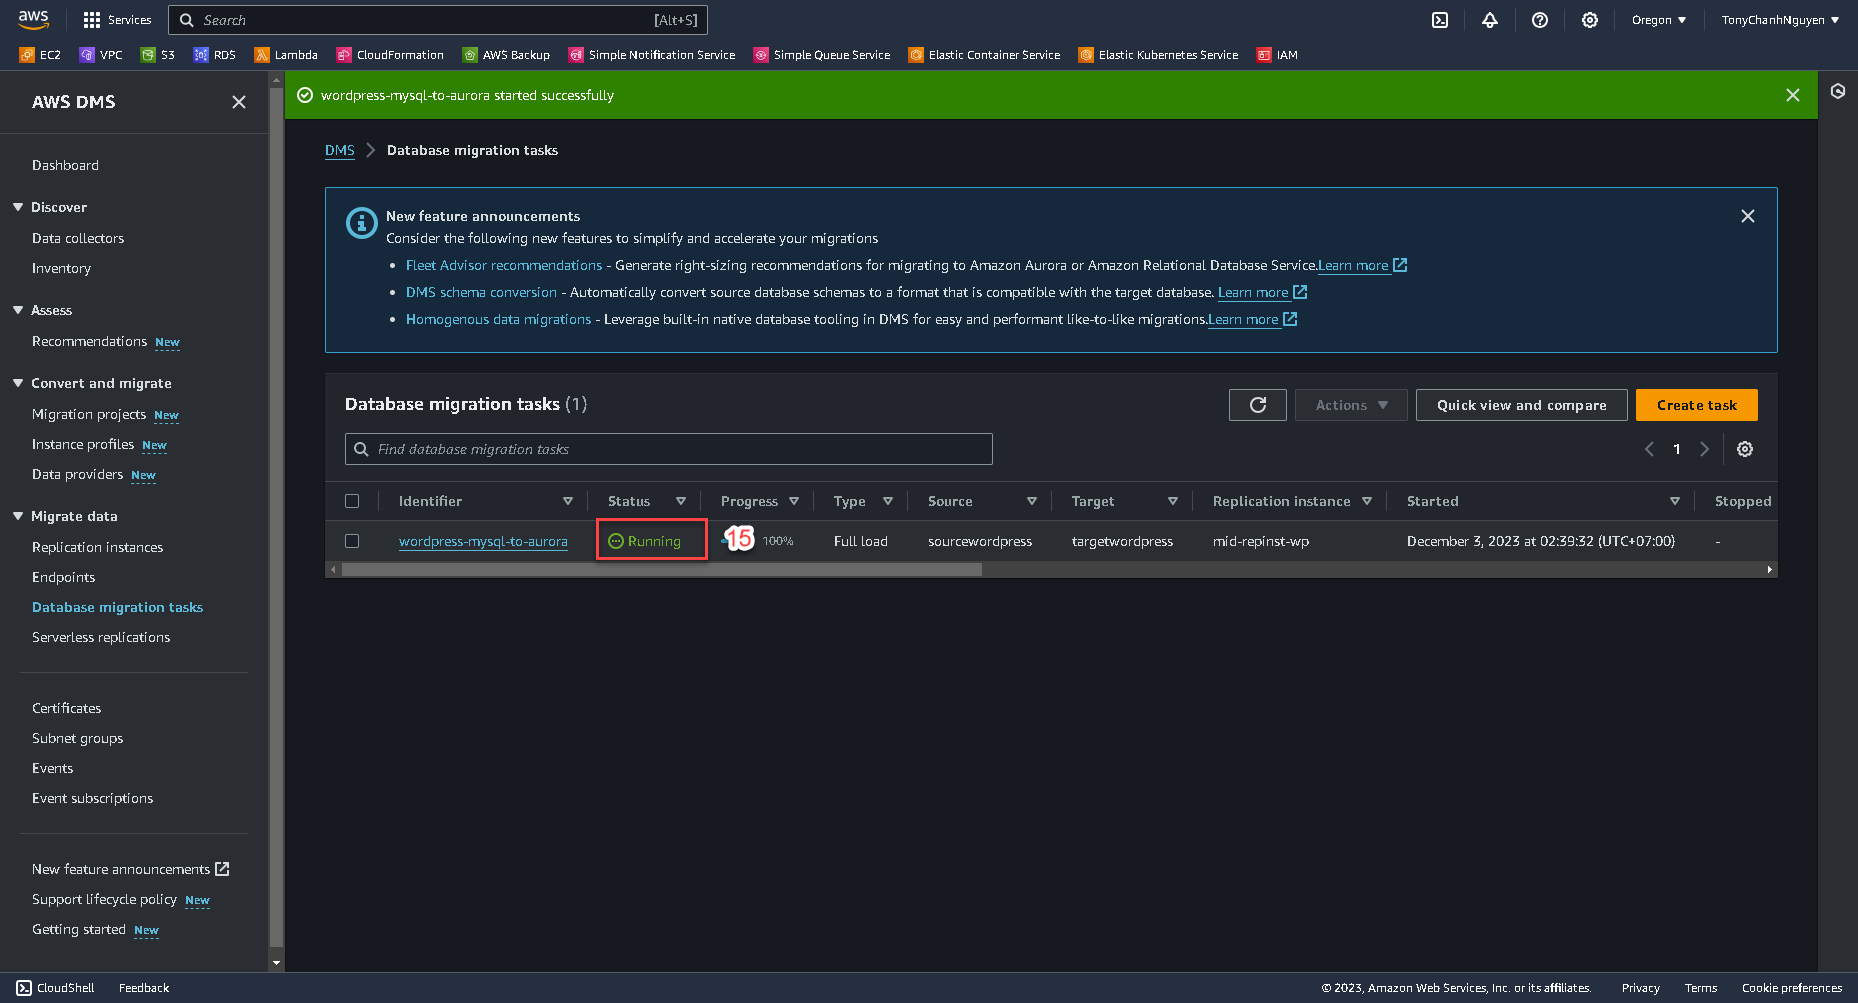 aws
Services
Search
[Alt+S]
Oregon ▼
TonyChanhNguyen ▼
EC2
VPC
S3
RDS
Lambda
CloudFormation
AWS Backup
Simple Notification Service
Simple Queue Service
Elastic Container Service
Elastic Kubernetes Service
IAM
AWS DMS
Dashboard
Discover
Data collectors
Inventory
Assess
Recommendations New
Convert and migrate
Migration projects New
Instance profiles New
Data providers New
Migrate data
Replication instances
Endpoints
Database migration tasks
Serverless replications
Certificates
Subnet groups
Events
Event subscriptions
New feature announcements
Support lifecycle policy New
Getting started New
wordpress-mysql-to-aurora started successfully
DMS > Database migration tasks
New feature announcements
Consider the following new features to simplify and accelerate your migrations
• Fleet Advisor recommendations - Generate right-sizing recommendations for migrating to Amazon Aurora or Amazon Relational Database Service.Learn more
• DMS schema conversion - Automatically convert source database schemas to a format that is compatible with the target database. Learn more
• Homogenous data migrations - Leverage built-in native database tooling in DMS for easy and performant like-to-like migrations.Learn more
Database migration tasks (1)
Actions ▼
Quick view and compare
Create task
Find database migration tasks
1
Identifier Status Progress Type Source Target Replication instance Started Stopped
wordpress-mysql-to-aurora Running 15 100% Full load sourcewordpress targetwordpress mid-repinst-wp December 3, 2023 at 02:39:32 (UTC+07:00) -
CloudShell
Feedback
© 2023, Amazon Web Services, Inc. or its affiliates.
Privacy
Terms
Cookie preferences